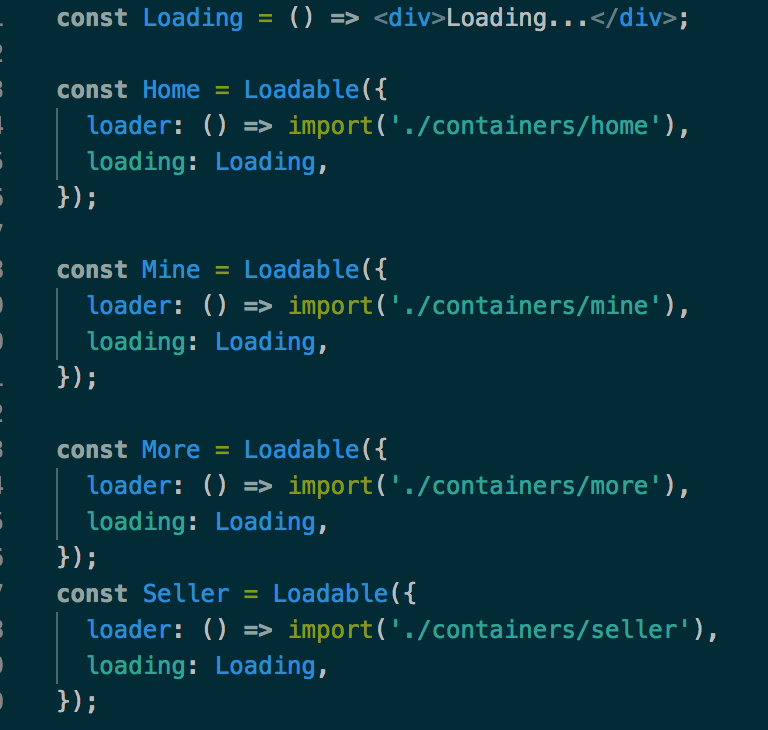 const Loading = () => <div>Loading...</div>;
const Home = Loadable({
loader: () => import('./containers/home'),
loading: Loading,
});
const Mine = Loadable({
loader: () => import('./containers/mine'),
loading: Loading,
});
const More = Loadable({
loader: () => import('./containers/more'),
loading: Loading,
});
const Seller = Loadable({
loader: () => import('./containers/seller'),
loading: Loading,
});